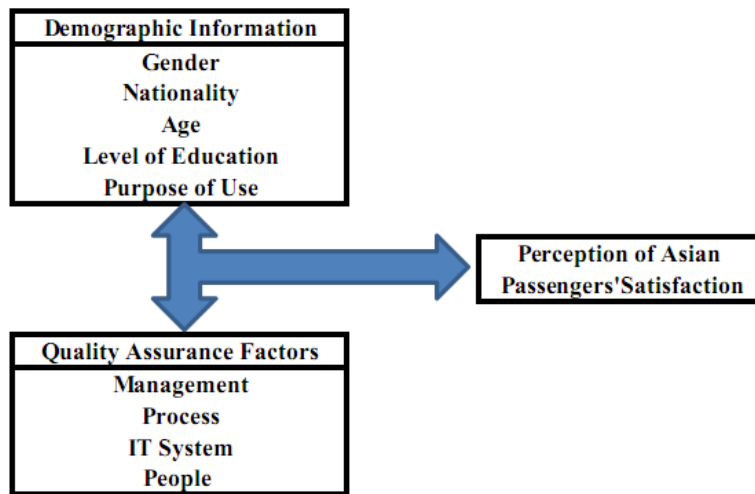 Demographic Information
Gender
Nationality
Age
Level of Education
Purpose of Use
Perception of Asian
Passengers'Satisfaction
Quality Assurance Factors
Management
Process
IT System
People